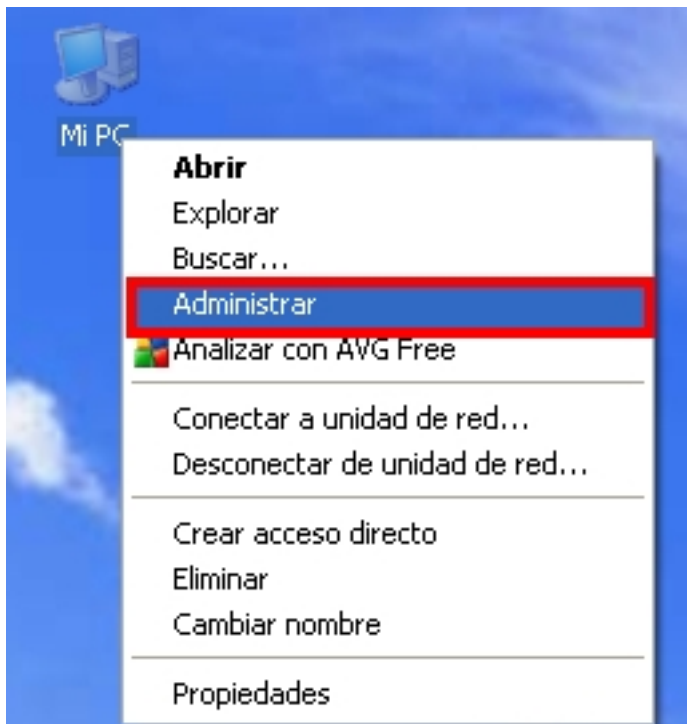 Mi PC
Abrir
Explorar
Buscar...
Administrar
Analizar con AVG Free
Conectar a unidad de red...
Desconectar de unidad de red...
Crear acceso directo
Eliminar
Cambiar nombre
Propiedades